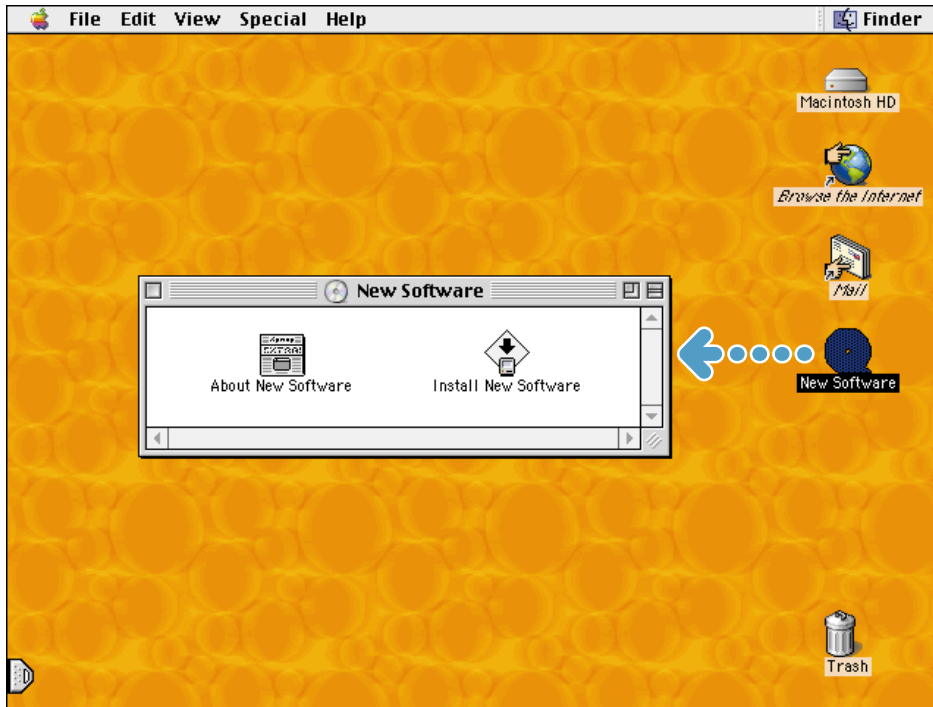 File Edit View Special Help Finder
Macintosh HD
Browse the Internet
Mail
New Software
About New Software Install New Software
New Software
Trash